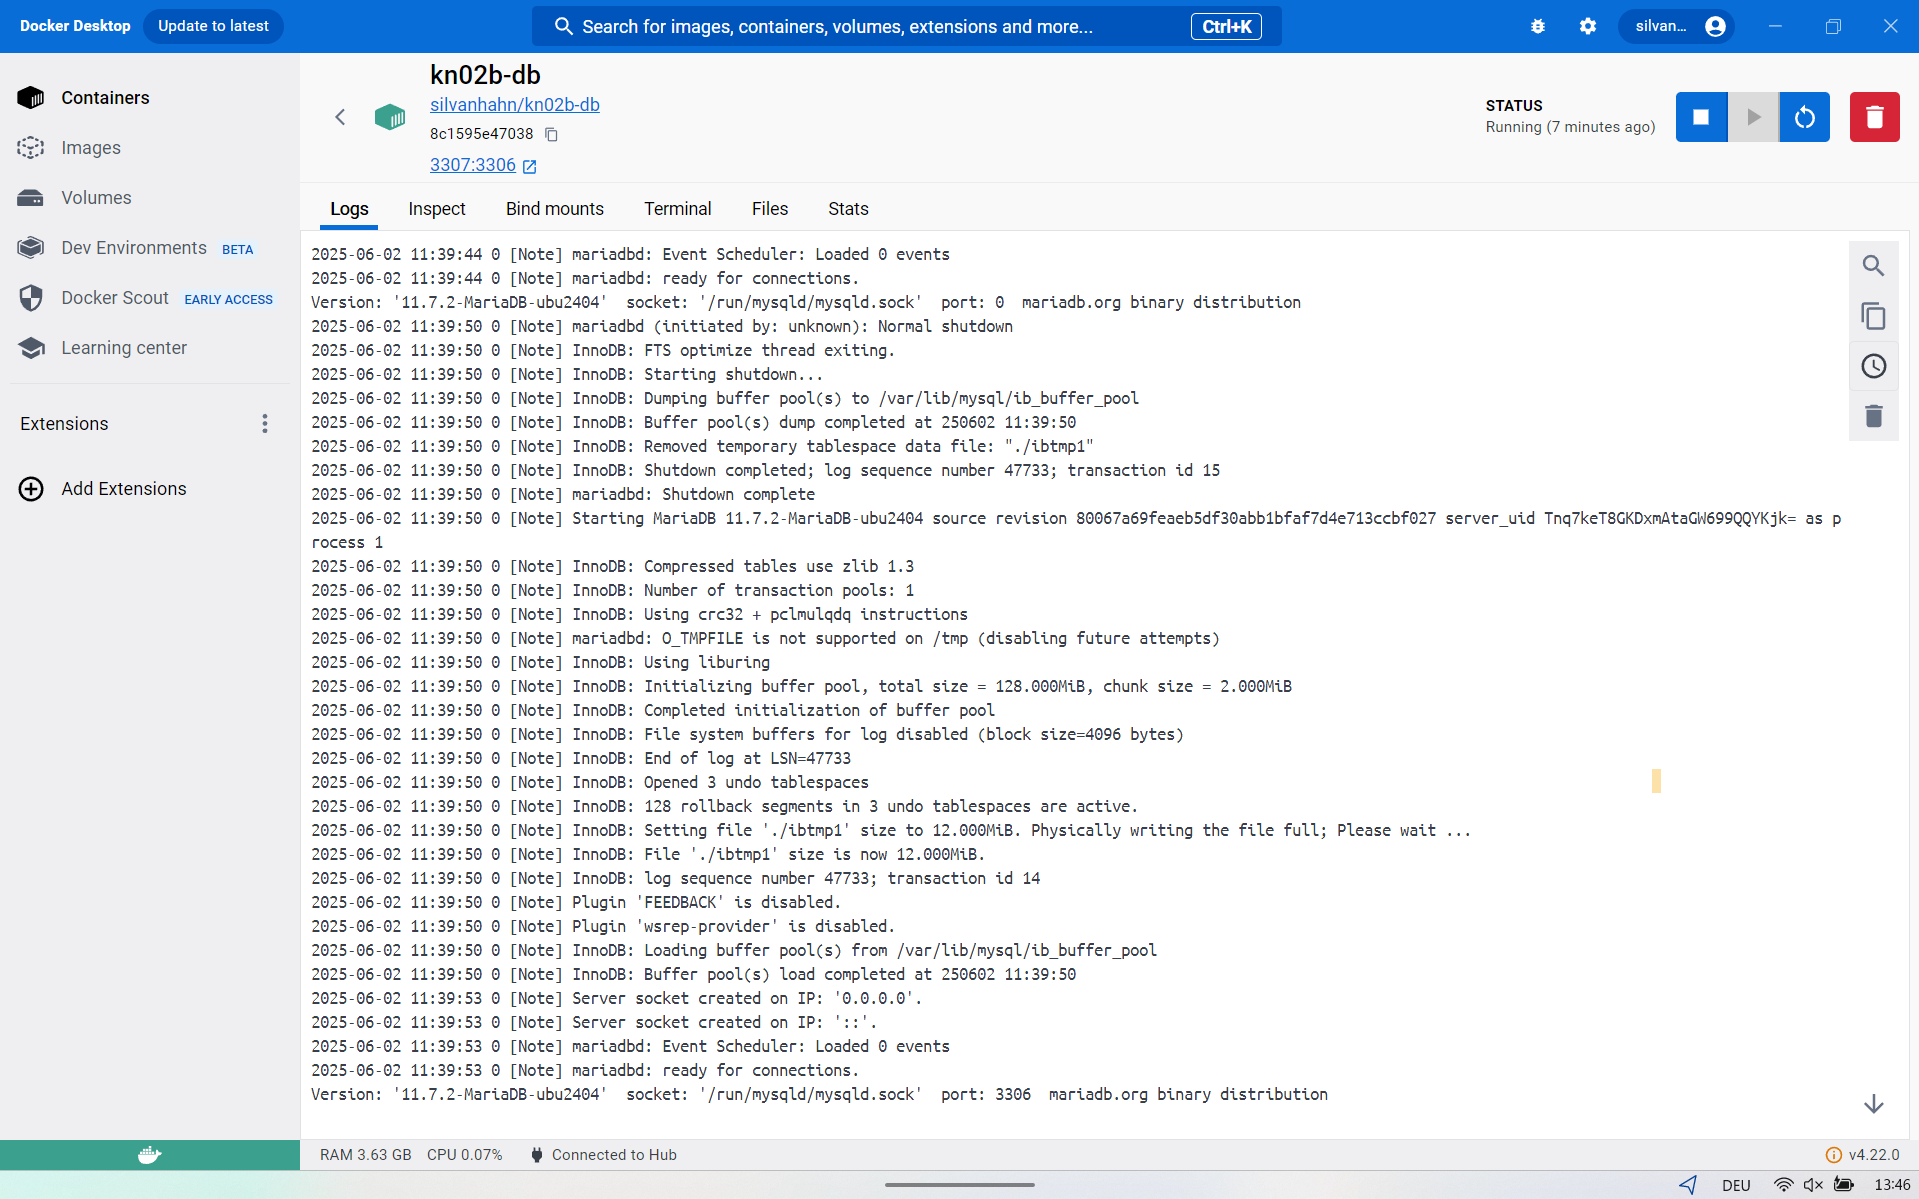 Docker Desktop
Update to latest
Search for images, containers, volumes, extensions and more...
Ctrl+K
silvan...
Containers
Images
Volumes
Dev Environments BETA
Docker Scout EARLY ACCESS
Learning center
Extensions
Add Extensions
kn02b-db
silvanhahn/kn02b-db
8c1595e47038
3307:3306
STATUS
Running (7 minutes ago)
Logs Inspect Bind mounts Terminal Files Stats
2025-06-02 11:39:44 0 [Note] mariadbd: Event Scheduler: Loaded 0 events
2025-06-02 11:39:44 0 [Note] mariadbd: ready for connections.
Version: '11.7.2-MariaDB-ubu2404'  socket: '/run/mysqld/mysqld.sock'  port: 0  mariadb.org binary distribution
2025-06-02 11:39:50 0 [Note] mariadbd (initiated by: unknown): Normal shutdown
2025-06-02 11:39:50 0 [Note] InnoDB: FTS optimize thread exiting.
2025-06-02 11:39:50 0 [Note] InnoDB: Starting shutdown...
2025-06-02 11:39:50 0 [Note] InnoDB: Dumping buffer pool(s) to /var/lib/mysql/ib_buffer_pool
2025-06-02 11:39:50 0 [Note] InnoDB: Buffer pool(s) dump completed at 250602 11:39:50
2025-06-02 11:39:50 0 [Note] InnoDB: Removed temporary tablespace data file: "./ibtmp1"
2025-06-02 11:39:50 0 [Note] InnoDB: Shutdown completed; log sequence number 47733; transaction id 15
2025-06-02 11:39:50 0 [Note] mariadbd: Shutdown complete
2025-06-02 11:39:50 0 [Note] Starting MariaDB 11.7.2-MariaDB-ubu2404 source revision 80067a69feaeb5df30abb1bfaf7d4e713ccbf027 server_uid Tnq7keT8GKDxmAtaGW699QQYKjk= as p
rocess 1
2025-06-02 11:39:50 0 [Note] InnoDB: Compressed tables use zlib 1.3
2025-06-02 11:39:50 0 [Note] InnoDB: Number of transaction pools: 1
2025-06-02 11:39:50 0 [Note] InnoDB: Using crc32 + pclmulqdq instructions
2025-06-02 11:39:50 0 [Note] mariadbd: O_TMPFILE is not supported on /tmp (disabling future attempts)
2025-06-02 11:39:50 0 [Note] InnoDB: Using liburing
2025-06-02 11:39:50 0 [Note] InnoDB: Initializing buffer pool, total size = 128.000MiB, chunk size = 2.000MiB
2025-06-02 11:39:50 0 [Note] InnoDB: Completed initialization of buffer pool
2025-06-02 11:39:50 0 [Note] InnoDB: File system buffers for log disabled (block size=4096 bytes)
2025-06-02 11:39:50 0 [Note] InnoDB: End of log at LSN=47733
2025-06-02 11:39:50 0 [Note] InnoDB: Opened 3 undo tablespaces
2025-06-02 11:39:50 0 [Note] InnoDB: 128 rollback segments in 3 undo tablespaces are active.
2025-06-02 11:39:50 0 [Note] InnoDB: Setting file './ibtmp1' size to 12.000MiB. Physically writing the file full; Please wait ...
2025-06-02 11:39:50 0 [Note] InnoDB: File './ibtmp1' size is now 12.000MiB.
2025-06-02 11:39:50 0 [Note] InnoDB: log sequence number 47733; transaction id 14
2025-06-02 11:39:50 0 [Note] Plugin 'FEEDBACK' is disabled.
2025-06-02 11:39:50 0 [Note] Plugin 'wsrep-provider' is disabled.
2025-06-02 11:39:50 0 [Note] InnoDB: Loading buffer pool(s) from /var/lib/mysql/ib_buffer_pool
2025-06-02 11:39:50 0 [Note] InnoDB: Buffer pool(s) load completed at 250602 11:39:50
2025-06-02 11:39:53 0 [Note] Server socket created on IP: '0.0.0.0'.
2025-06-02 11:39:53 0 [Note] Server socket created on IP: '::'.
2025-06-02 11:39:53 0 [Note] mariadbd: Event Scheduler: Loaded 0 events
2025-06-02 11:39:53 0 [Note] mariadbd: ready for connections.
Version: '11.7.2-MariaDB-ubu2404'  socket: '/run/mysqld/mysqld.sock'  port: 3306  mariadb.org binary distribution
RAM 3.63 GB CPU 0.07% Connected to Hub
v4.22.0
DEU
13:46